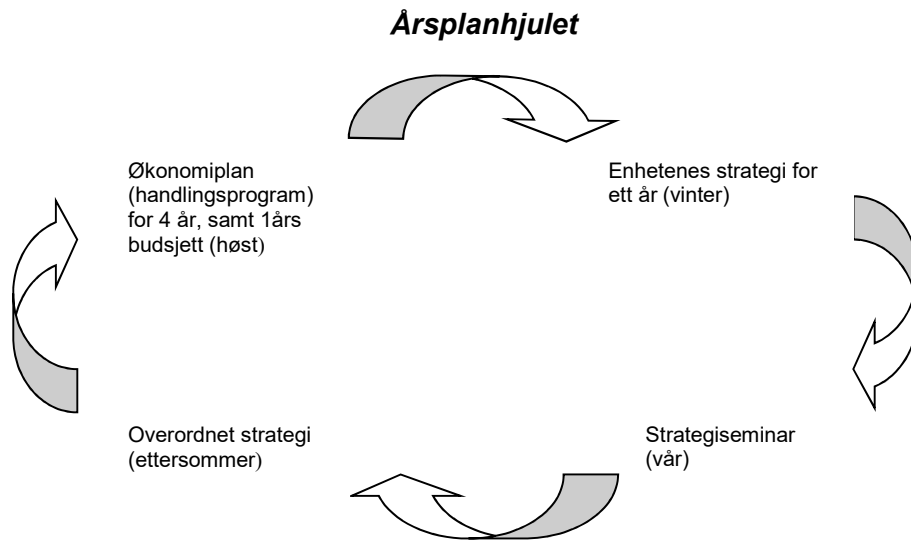 Årsplanhjulet
Økonomiplan
(handlingsprogram)
for 4 år, samt 1års
budsjett (høst)
Enhetenes strategi for
ett år (vinter)
Overordnet strategi
(ettersommer)
Strategiseminar
(vår)